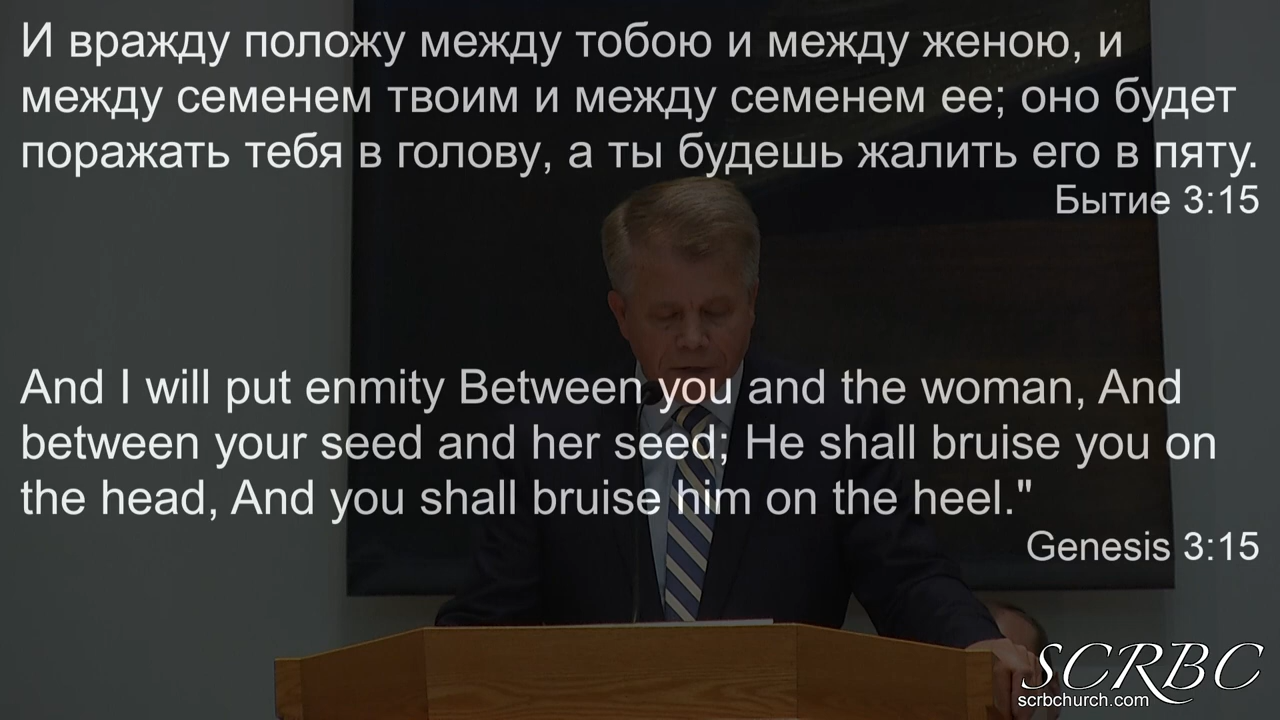 И вражду положу между тобою и между женою, и
между семенем твоим и между семенем ее; оно будет
поражать тебя в голову, а ты будешь жалить его в пяту.
Бытие 3:15
And I will put enmity Between you and the woman, And
between your seed and her seed; He shall bruise you on
the head, And you shall bruise him on the heel."
Genesis 3:15
SCRBC
scrbchurch.com